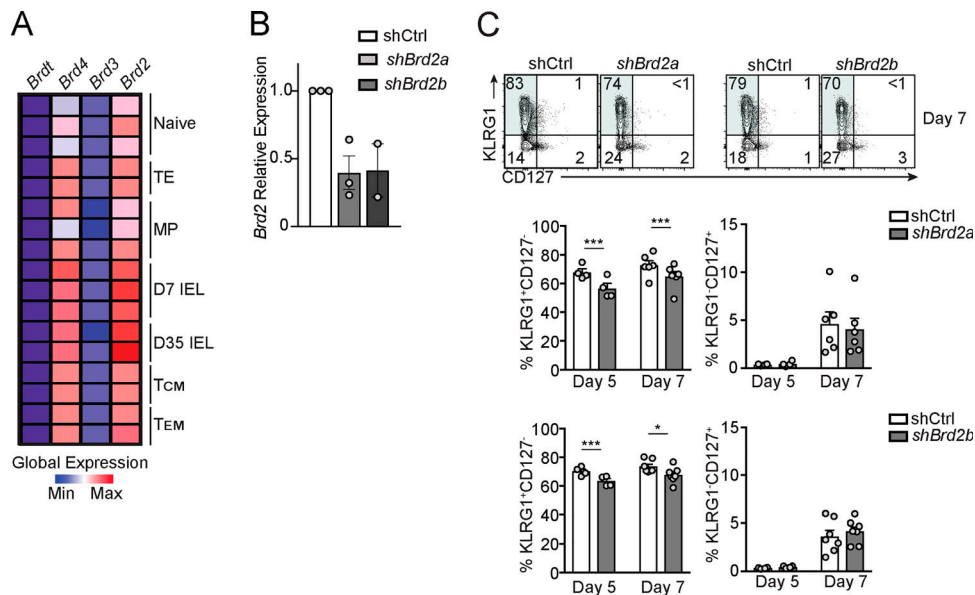 A
Brdt Brd4 Brd3 Brd2
Naive
TE
MP
D7 IEL
D35 IEL
TCM
TEM
Global Expression
Min Max
B
shCtrl
shBrd2a
shBrd2b
Brd2 Relative Expression
1.0
0.5
0
C
shCtrl shBrd2a shCtrl shBrd2b
83 1 74 <1 79 1 70 <1
KLRG1
Day 7
14 2 24 2 18 1 27 3
CD127
shCtrl
shBrd2a
% KLRG1+CD127-
100
80
60
40
20
0
*** ***
Day 5 Day 7
% KLRG1-CD127+
15
10
5
0
Day 5 Day 7
shCtrl
shBrd2b
% KLRG1+CD127-
100
80
60
40
20
0
*** *
Day 5 Day 7
% KLRG1-CD127+
15
10
5
0
Day 5 Day 7